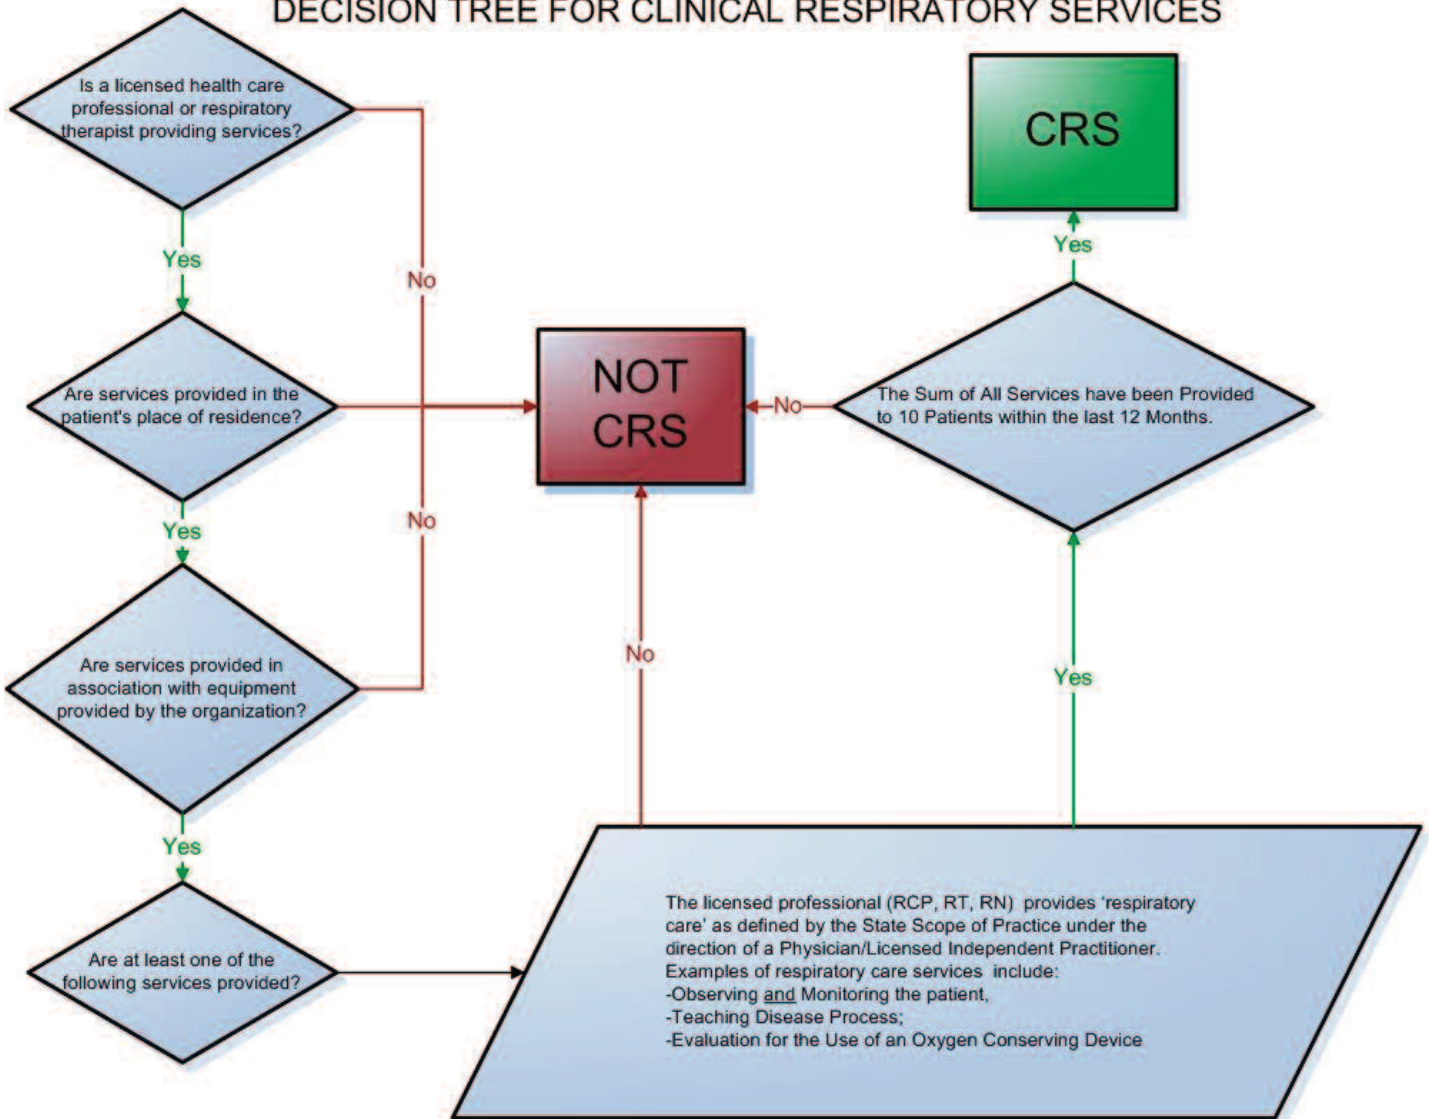 DECISION TREE FOR CLINICAL RESPIRATORY SERVICES
Is a licensed health care
professional or respiratory
therapist providing services?
Yes
No
Are services provided in the
patient's place of residence?
Yes
No
Are services provided in
association with equipment
provided by the organization?
Yes
Are at least one of the
following services provided?
NOT
CRS
No
The licensed professional (RCP, RT, RN) provides ‘respiratory
care’ as defined by the State Scope of Practice under the
direction of a Physician/Licensed Independent Practitioner.
Examples of respiratory care services include:
-Observing and Monitoring the patient,
-Teaching Disease Process;
-Evaluation for the Use of an Oxygen Conserving Device
Yes
The Sum of All Services have been Provided
to 10 Patients within the last 12 Months.
No
Yes
CRS